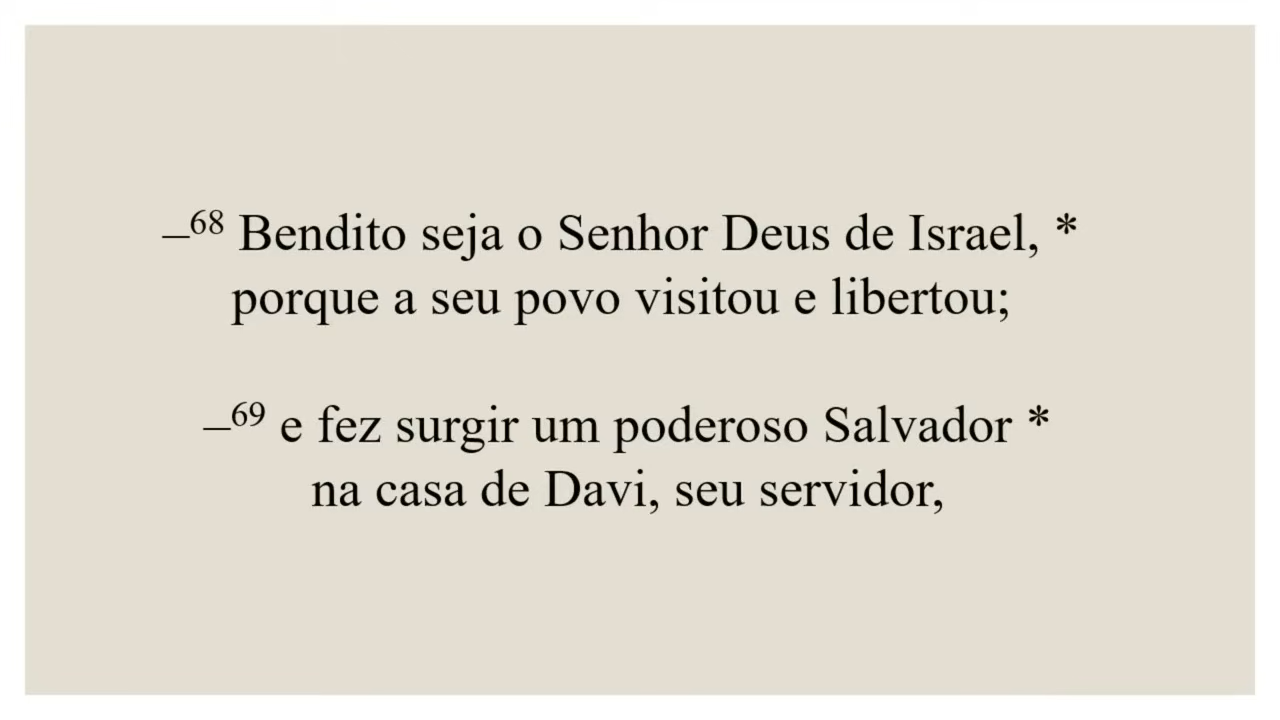 –68 Bendito seja o Senhor Deus de Israel, *
porque a seu povo visitou e libertou;
–69 e fez surgir um poderoso Salvador *
na casa de Davi, seu servidor,